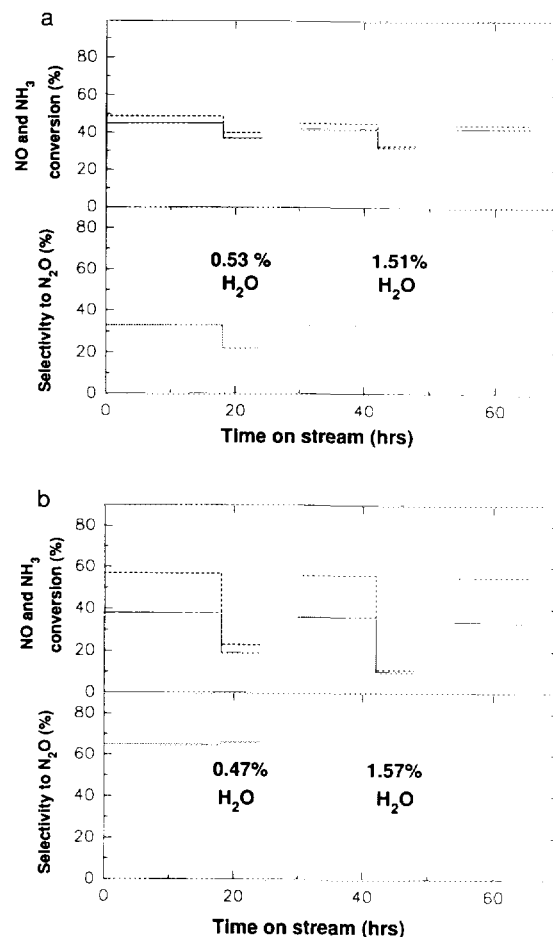 a
NO and NH3
conversion (%)
80
60
40
20
0
Selectivity to N2O (%)
80
60
40
20
0
0.53 %
H2O
1.51%
H2O
0 20 40 60
Time on stream (hrs)
b
NO and NH3
conversion (%)
80
60
40
20
0
Selectivity to N2O (%)
80
60
40
20
0
0.47%
H2O
1.57%
H2O
0 20 40 60
Time on stream (hrs)